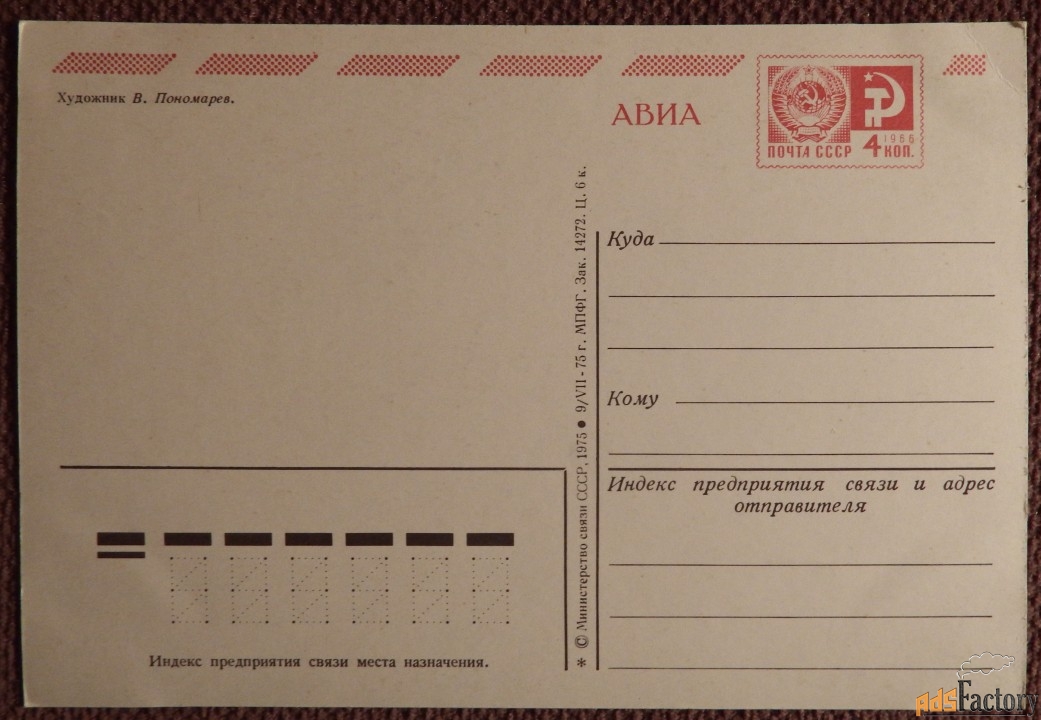 Художник В. Пономарев.
АВИА
1966
ПОЧТА СССР 4 КОП.
Куда
Кому
Индекс предприятия связи и адрес
отправителя
* © Министерство связи СССР, 1975 ● 9/VII - 75 г. МПФГ. Зак. 14272. Ц. 6 к.
Индекс предприятия связи места назначения.
AdsFactory